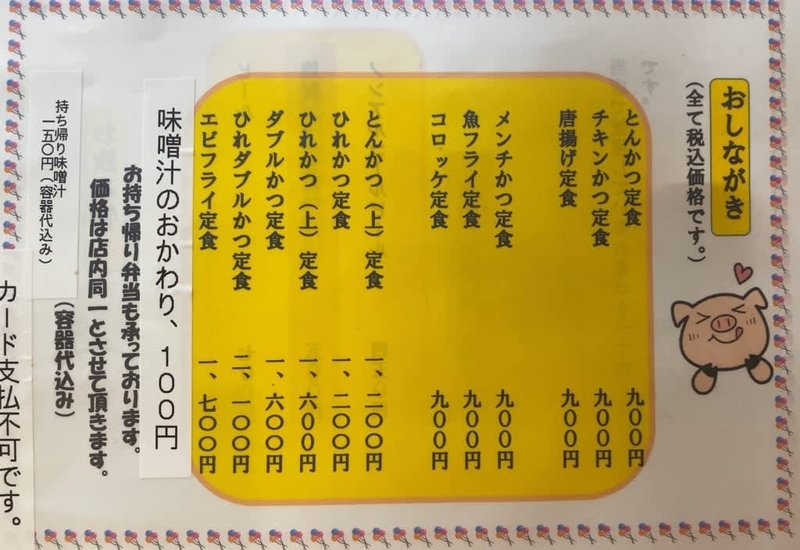 おしながき
(全て税込価格です。)
とんかつ定食 九〇〇円
チキンかつ定食 九〇〇円
唐揚げ定食 九〇〇円
メンチかつ定食 九〇〇円
魚フライ定食 九〇〇円
コロッケ定食 九〇〇円
とんかつ(上)定食 一、二〇〇円
ひれかつ定食 一、二〇〇円
ひれかつ(上)定食 一、六〇〇円
ダブルかつ定食 一、六〇〇円
ひれダブルかつ定食 二、一〇〇円
エビフライ定食 一、七〇〇円
味噌汁のおかわり、100円
お持ち帰り弁当も承っております。
価格は店内同一とさせて頂きます。
(容器代込み)
持ち帰り味噌汁
一五〇円(容器代込み)
カード支払不可です。